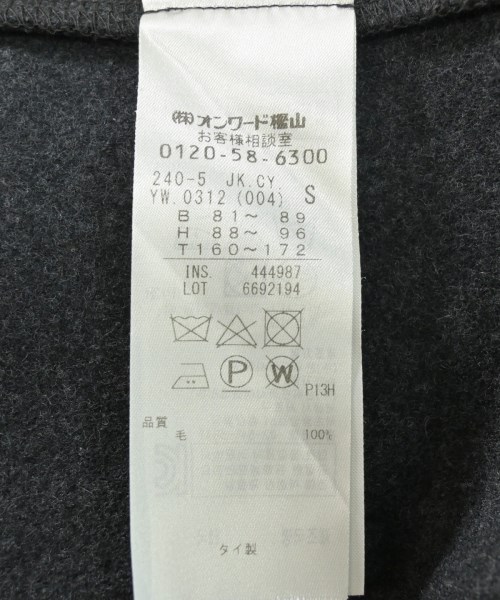 ㈱オンワード樫山
お客様相談室
0120-58-6300
240-5 JK.CY
YW.0312 (004) S
B 81～ 89
H 88～ 96
T160～172
INS. 444987
LOT 6692194
P
W
P13H
品質
毛 100%
タイ製